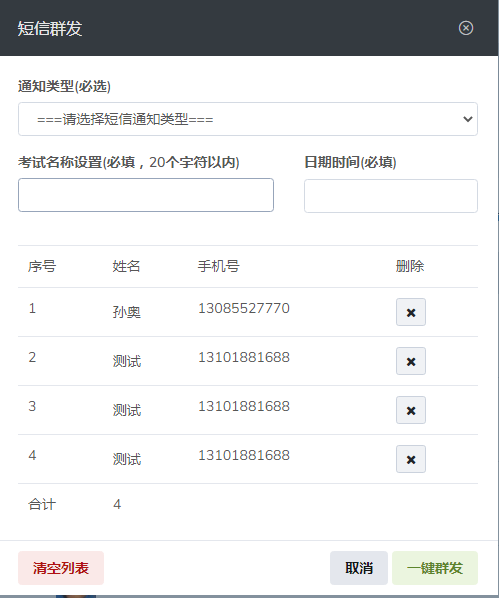 短信群发
通知类型(必选)
===请选择短信通知类型===
考试名称设置(必填，20个字符以内) 日期时间(必填)
序号 姓名 手机号 删除
1 孙奥 13085527770
2 测试 13101881688
3 测试 13101881688
4 测试 13101881688
合计 4
清空列表 取消 一键群发